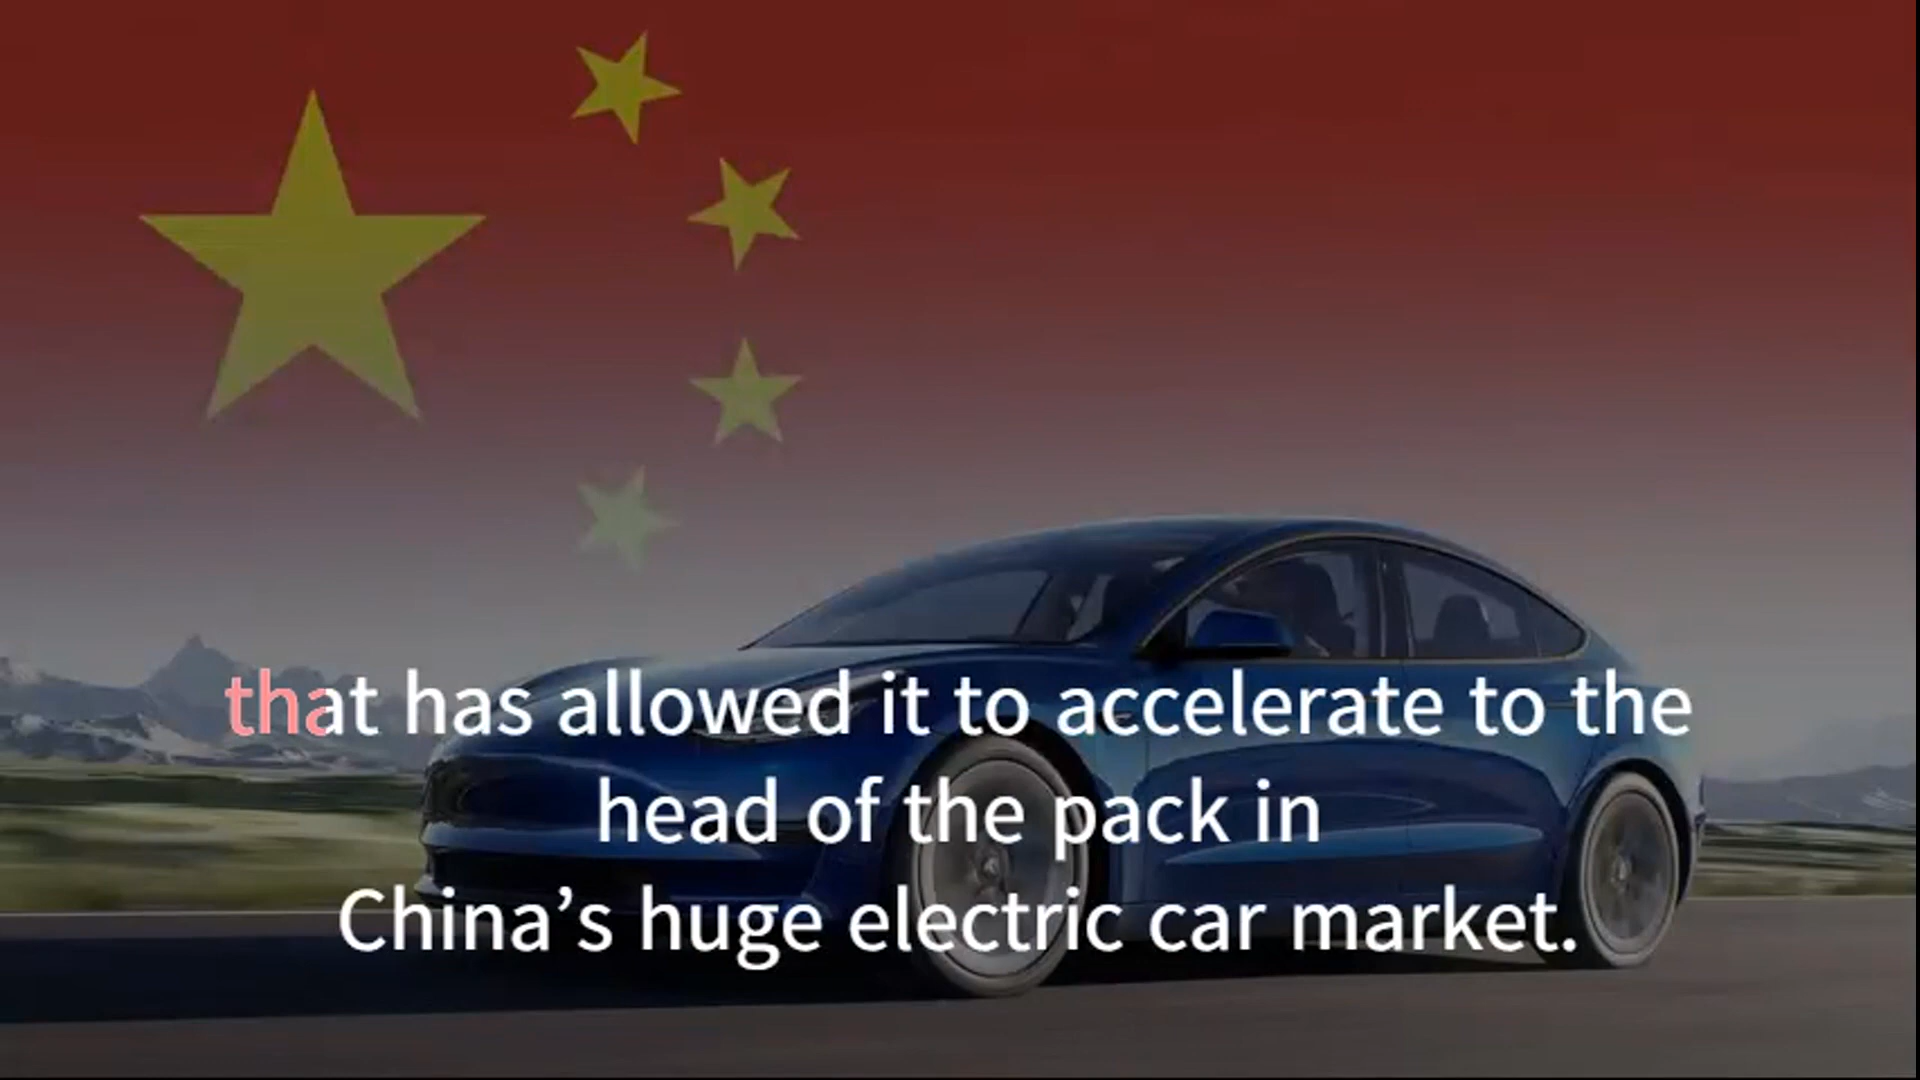 that has allowed it to accelerate to the
head of the pack in
China’s huge electric car market.